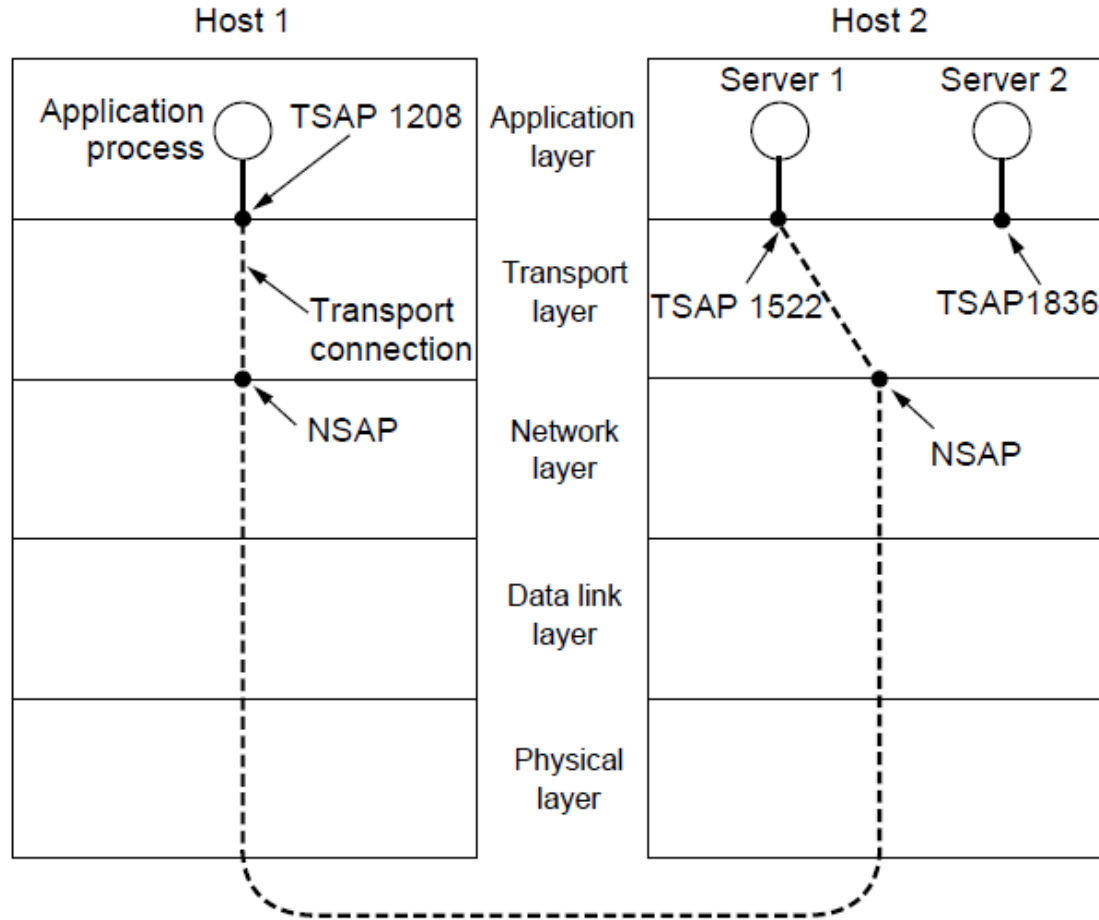 Host 1
Host 2
Application
process
TSAP 1208
Application
layer
Server 1
Server 2
Transport
connection
Transport
layer
TSAP 1522
TSAP1836
NSAP
Network
layer
NSAP
Data link
layer
Physical
layer